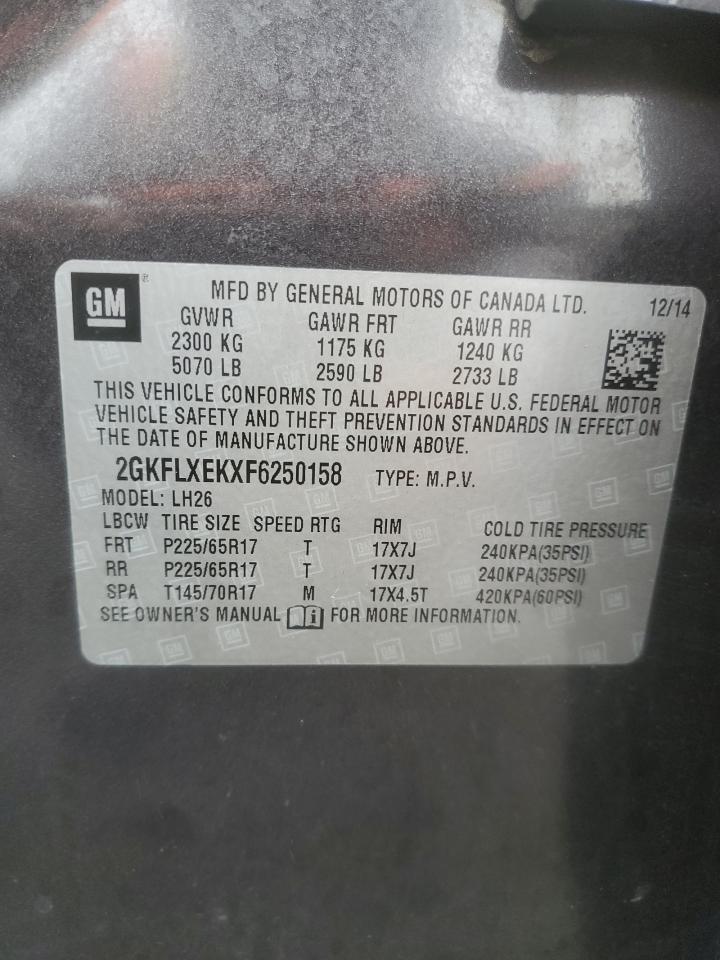 GM® MFD BY GENERAL MOTORS OF CANADA LTD. 12/14
GVWR GAWR FRT GAWR RR
2300 KG 1175 KG 1240 KG
5070 LB 2590 LB 2733 LB
THIS VEHICLE CONFORMS TO ALL APPLICABLE U.S. FEDERAL MOTOR
VEHICLE SAFETY AND THEFT PREVENTION STANDARDS IN EFFECT ON
THE DATE OF MANUFACTURE SHOWN ABOVE.
2GKFLXEKXF6250158 TYPE: M.P.V.
MODEL: LH26
LBCW TIRE SIZE SPEED RTG RIM COLD TIRE PRESSURE
FRT P225/65R17 T 17X7J 240KPA(35PSI)
RR P225/65R17 T 17X7J 240KPA(35PSI)
SPA T145/70R17 M 17X4.5T 420KPA(60PSI)
SEE OWNER'S MANUAL i FOR MORE INFORMATION.